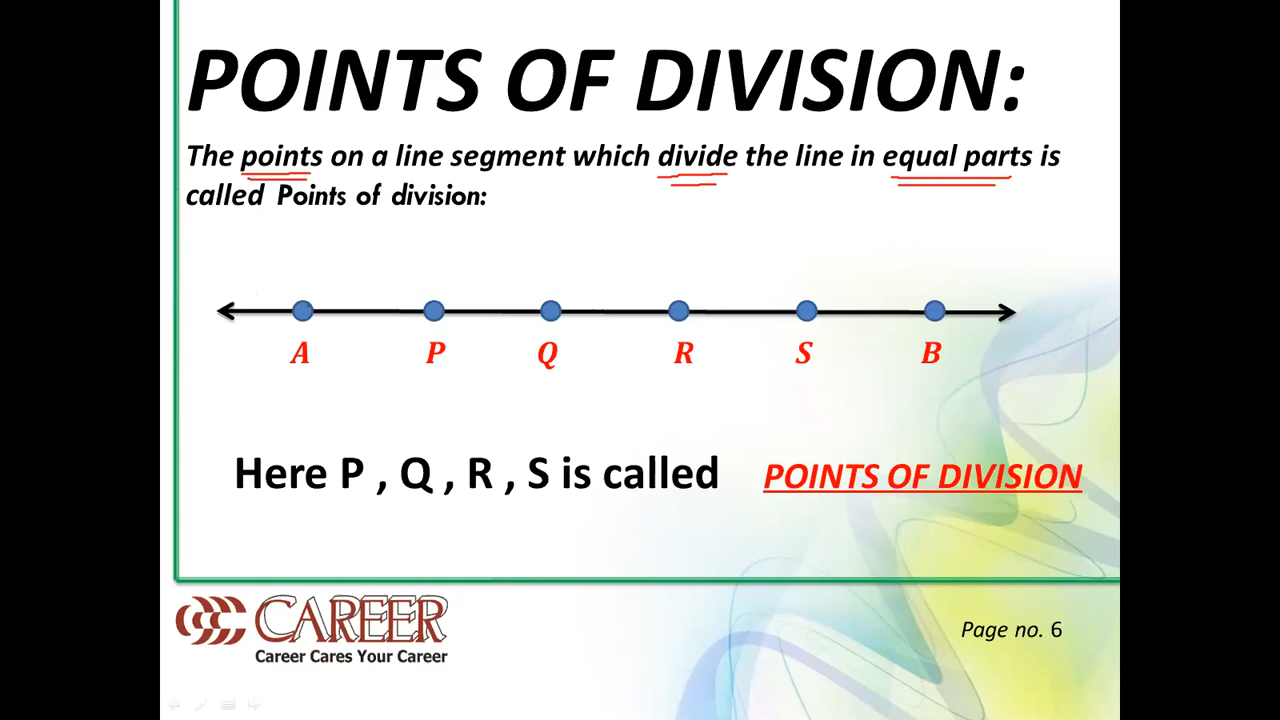 POINTS OF DIVISION:
The points on a line segment which divide the line in equal parts is
called Points of division:
A P Q R S B
Here P , Q , R , S is called POINTS OF DIVISION
CAREER
Career Cares Your Career
Page no. 6